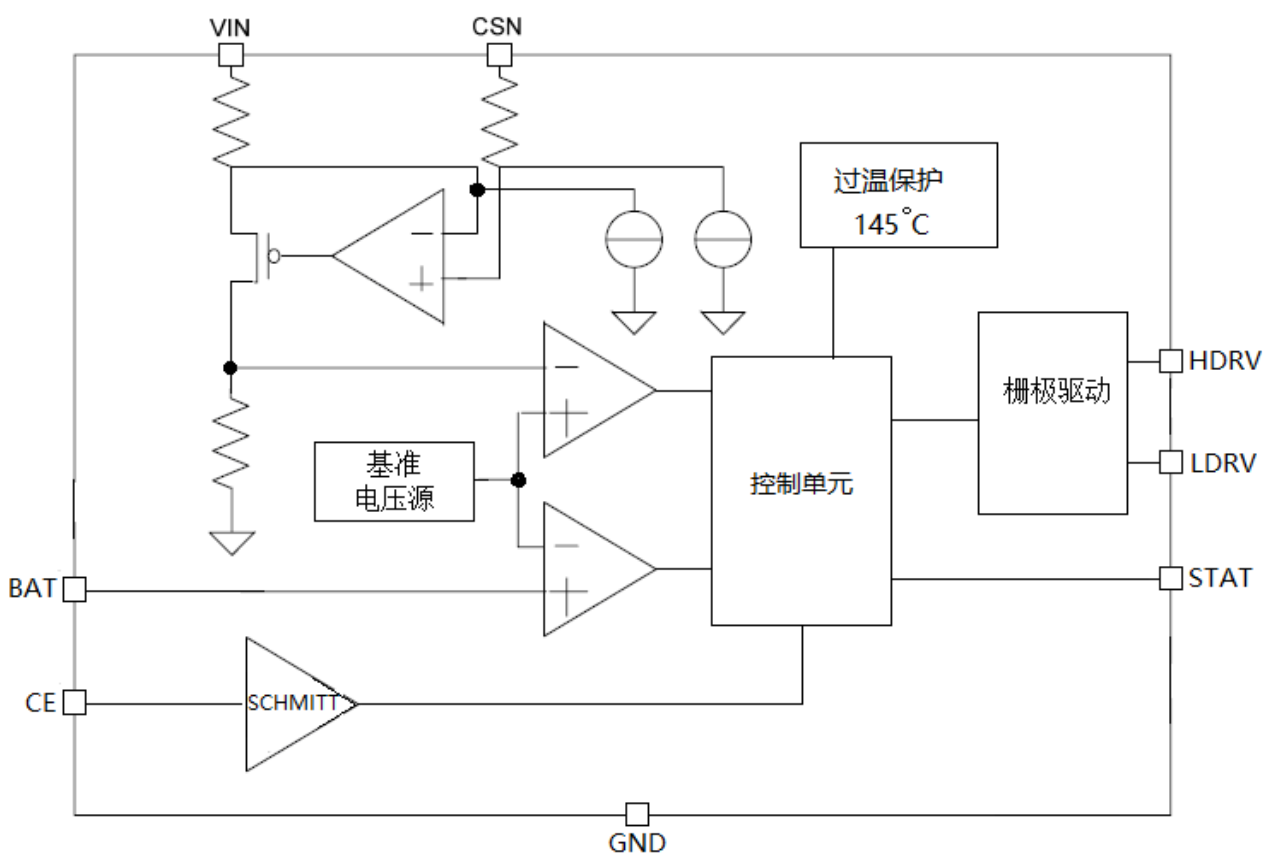 VIN
CSN
过温保护
145°C
HDRV
栅极驱动
基准
电压源
控制单元
LDRV
BAT
STAT
CE
SCHMITT
GND